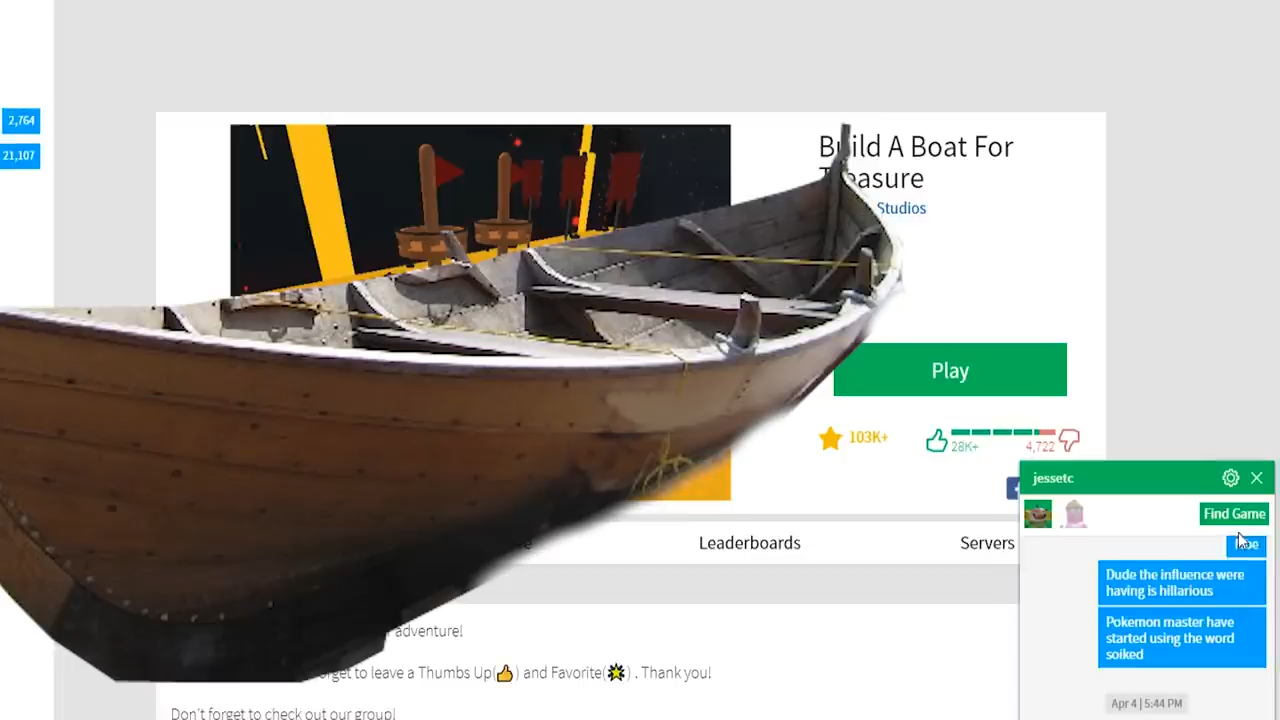 2,764
21,107
Build A Boat For
Treasure
Studios
Play
103K+
28K+
4,722
Leaderboards
Servers
adventure!
get to leave a Thumbs Up(👍) and Favorite(🌟) . Thank you!
Don't forget to check out our group!
jessetc
Find Game
Dude the influence were
having is hillarious
Pokemon master have
started using the word
soiked
Apr 4 | 5:44 PM